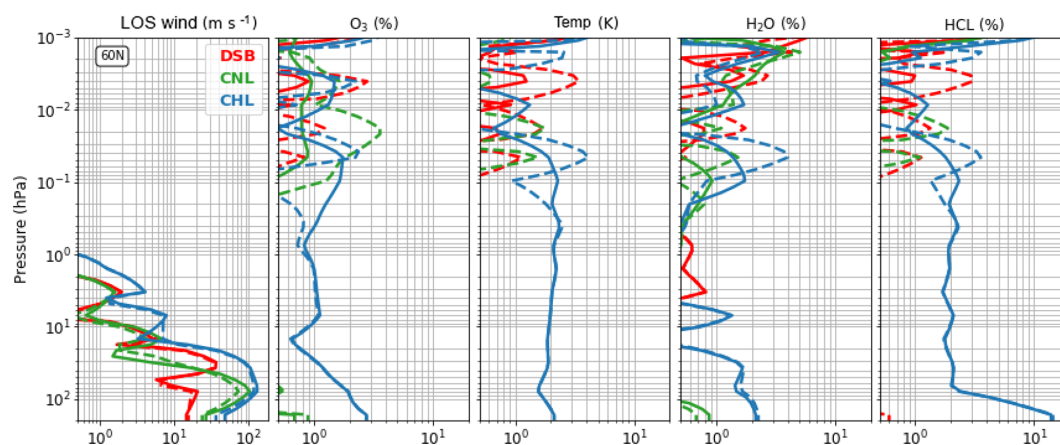 LOS wind (m s⁻¹)
O₃ (%)
Temp (K)
H₂O (%)
HCL (%)
Pressure (hPa)
10⁻³
10⁻²
10⁻¹
10⁰
10¹
10²
60N
DSB
CNL
CHL
10⁰ 10¹ 10²
10⁰ 10¹
10⁰ 10¹
10⁰ 10¹
10⁰ 10¹